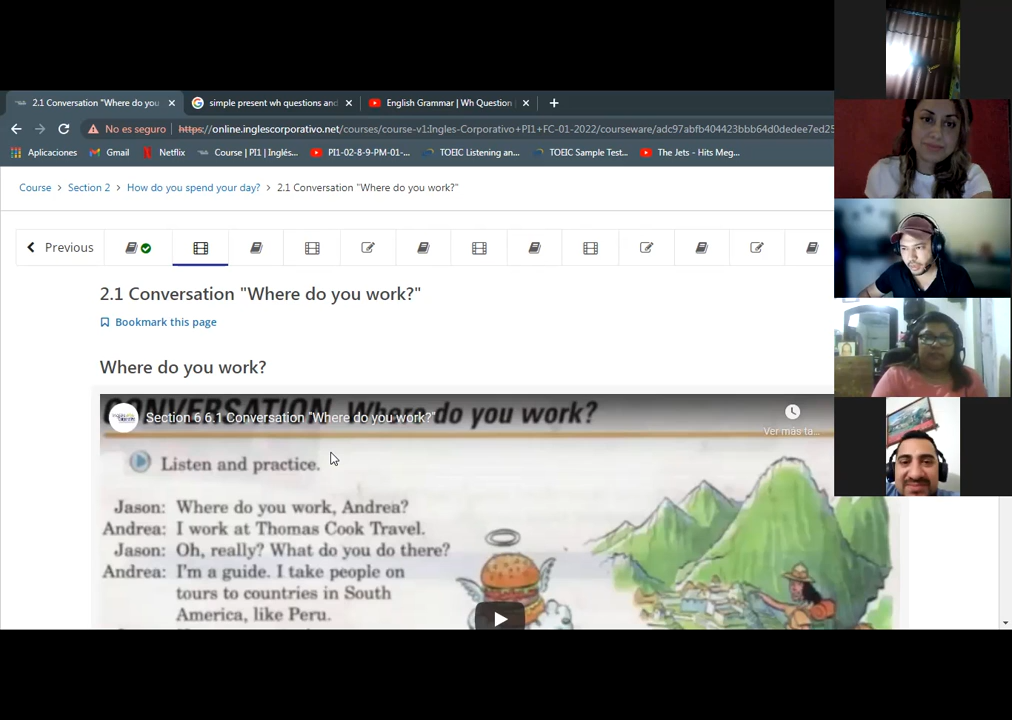 2.1 Conversation "Where do you
simple present wh questions and
English Grammar | Wh Question
No es seguro
https://online.inglescorporativo.net/courses/course-v1:Ingles-Corporativo+PI1+FC-01-2022/courseware/adc97abfb404423bbb64d0dedee7ed25
Aplicaciones
Gmail
Netflix
Course | PI1 | Inglés...
PI1-02-8-9-PM-01-...
TOEIC Listening an...
TOEIC Sample Test...
The Jets - Hits Meg...
Course > Section 2 > How do you spend your day? > 2.1 Conversation "Where do you work?"
Previous
2.1 Conversation "Where do you work?"
Bookmark this page
Where do you work?
Section 6 6.1 Conversation "Where do you work?"
CONVERSATION Where do you work?
Ver más ta...
Listen and practice.
Jason: Where do you work, Andrea?
Andrea: I work at Thomas Cook Travel.
Jason: Oh, really? What do you do there?
Andrea: I'm a guide. I take people on
tours to countries in South
America, like Peru.